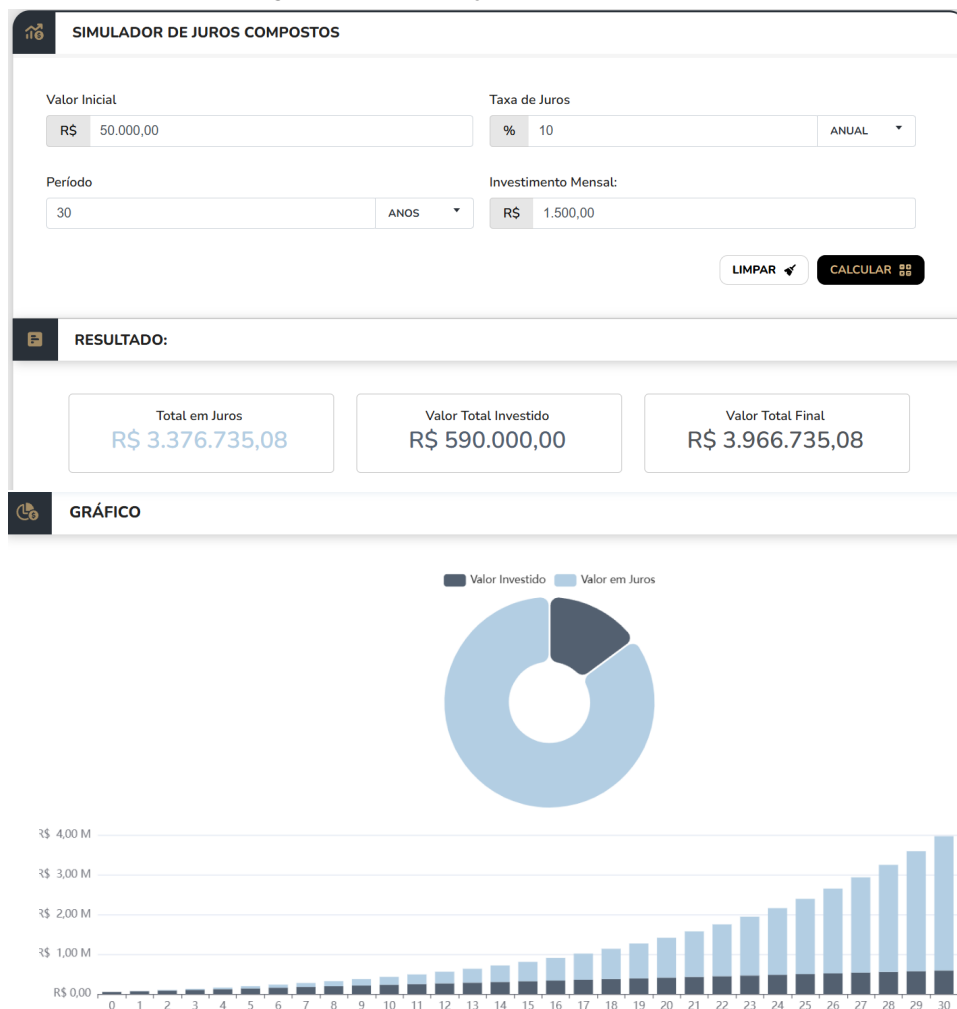 SIMULADOR DE JUROS COMPOSTOS
Valor Inicial
R$ 50.000,00
Taxa de Juros
% 10 ANUAL
Período
30 ANOS
Investimento Mensal:
R$ 1.500,00
LIMPAR
CALCULAR
RESULTADO:
Total em Juros
R$ 3.376.735,08
Valor Total Investido
R$ 590.000,00
Valor Total Final
R$ 3.966.735,08
GRÁFICO
Valor Investido Valor em Juros
R$ 4,00 M
R$ 3,00 M
R$ 2,00 M
R$ 1,00 M
R$ 0,00
0 1 2 3 4 5 6 7 8 9 10 11 12 13 14 15 16 17 18 19 20 21 22 23 24 25 26 27 28 29 30